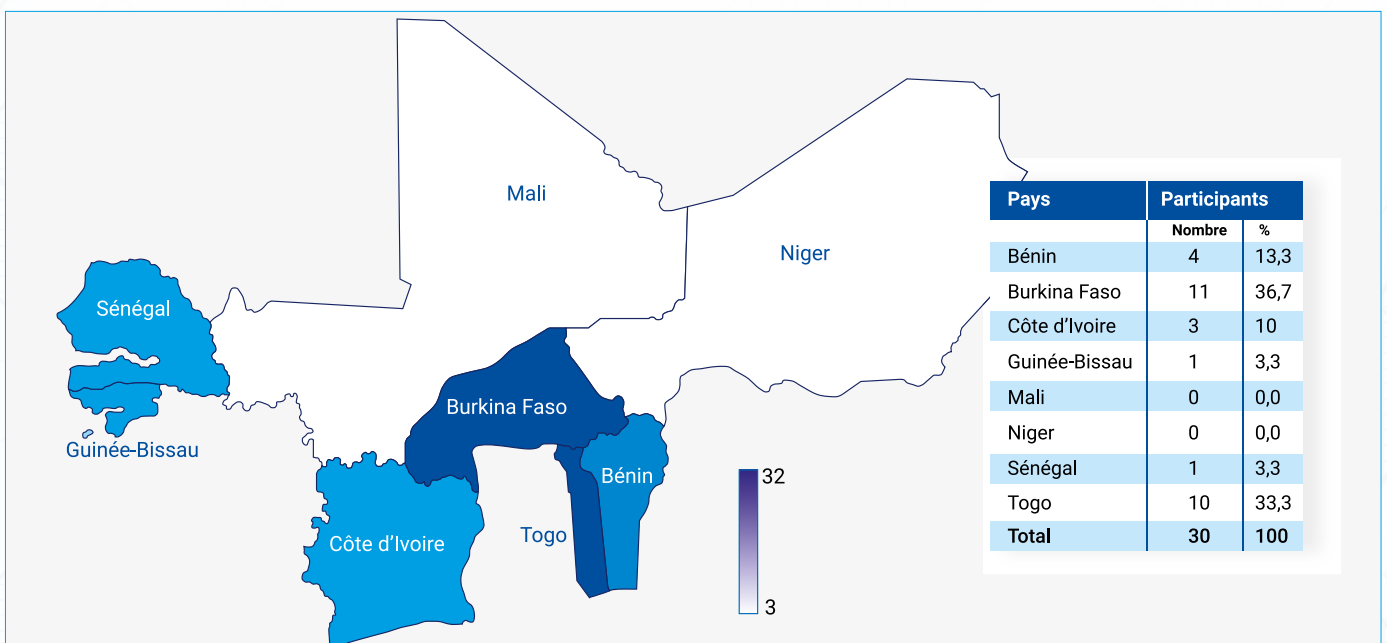 Mali
Niger
Sénégal
Burkina Faso
Guinée-Bissau
Bénin
Togo
Côte d’Ivoire
32
3
Pays Participants
Nombre %
Bénin 4 13,3
Burkina Faso 11 36,7
Côte d’Ivoire 3 10
Guinée-Bissau 1 3,3
Mali 0 0,0
Niger 0 0,0
Sénégal 1 3,3
Togo 10 33,3
Total 30 100